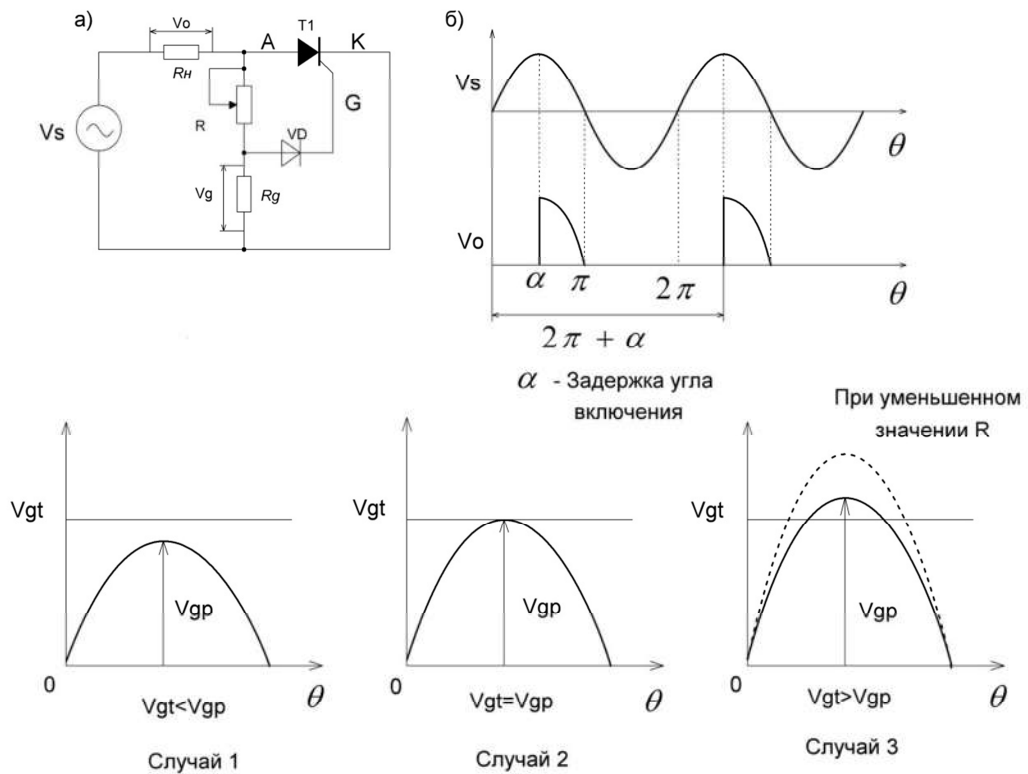 а)
Vo
Rн
A
T1
K
G
R
VD
Vs
Vg
Rg
б)
Vs
θ
Vo
α
π
2π
θ
2π + α
α - Задержка угла
включения
Vgt
Vgp
0
θ
Vgt<Vgp
Случай 1
Vgt
Vgp
0
θ
Vgt=Vgp
Случай 2
При уменьшенном
значении R
Vgt
Vgp
0
θ
Vgt>Vgp
Случай 3